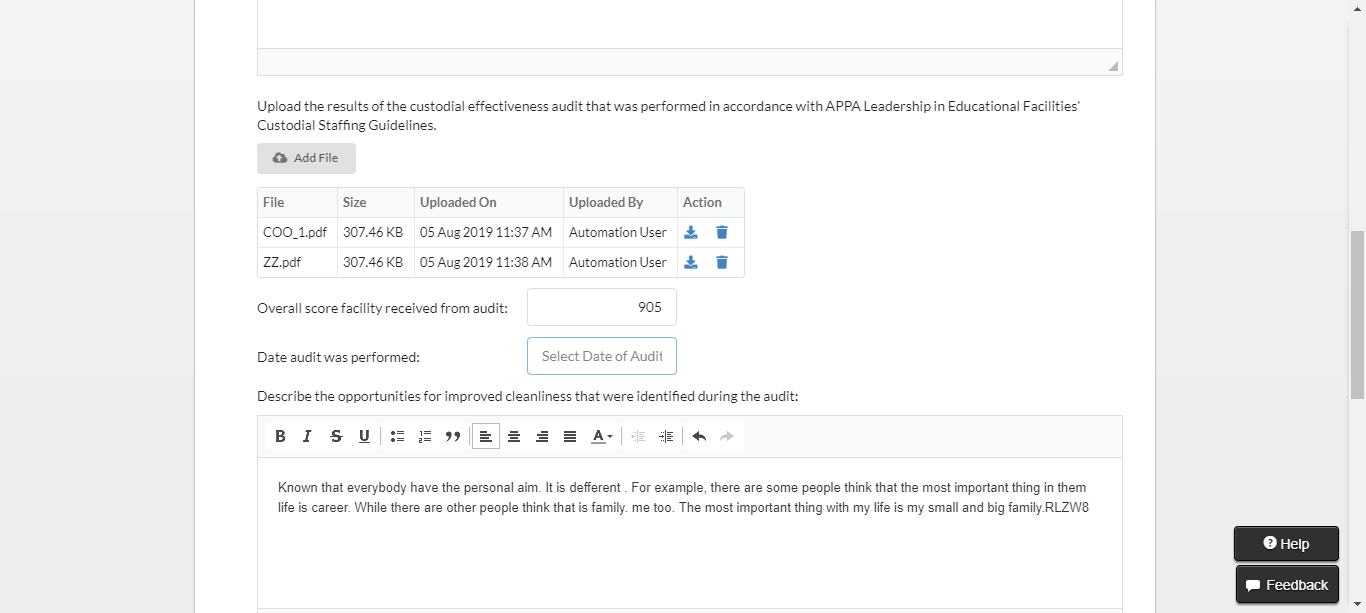 Upload the results of the custodial effectiveness audit that was performed in accordance with APPA Leadership in Educational Facilities'
Custodial Staffing Guidelines.
Add File
File Size Uploaded On Uploaded By Action
COO_1.pdf 307.46 KB 05 Aug 2019 11:37 AM Automation User
ZZ.pdf 307.46 KB 05 Aug 2019 11:38 AM Automation User
Overall score facility received from audit: 905
Date audit was performed: Select Date of Audit
Describe the opportunities for improved cleanliness that were identified during the audit:
B I S U A
Known that everybody have the personal aim. It is defferent . For example, there are some people think that the most important thing in them
life is career. While there are other people think that is family. me too. The most important thing with my life is my small and big family.RLZW8
Help
Feedback